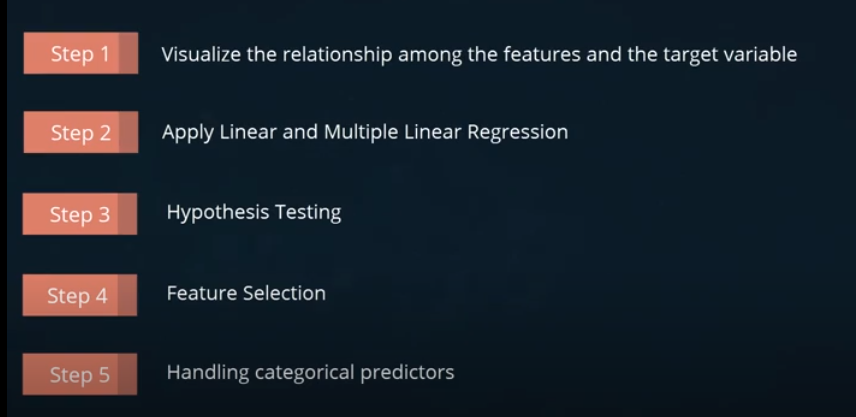 Step 1 Visualize the relationship among the features and the target variable
Step 2 Apply Linear and Multiple Linear Regression
Step 3 Hypothesis Testing
Step 4 Feature Selection
Step 5 Handling categorical predictors